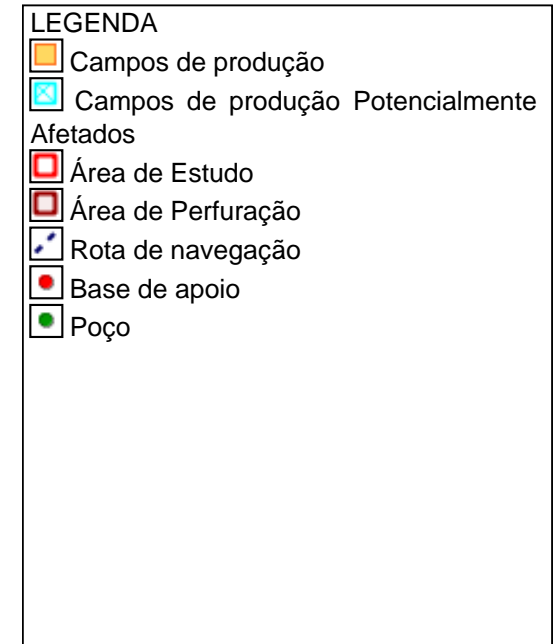 LEGENDA
Campos de produção
Campos de produção Potencialmente
Afetados
Área de Estudo
Área de Perfuração
Rota de navegação
Base de apoio
Poço